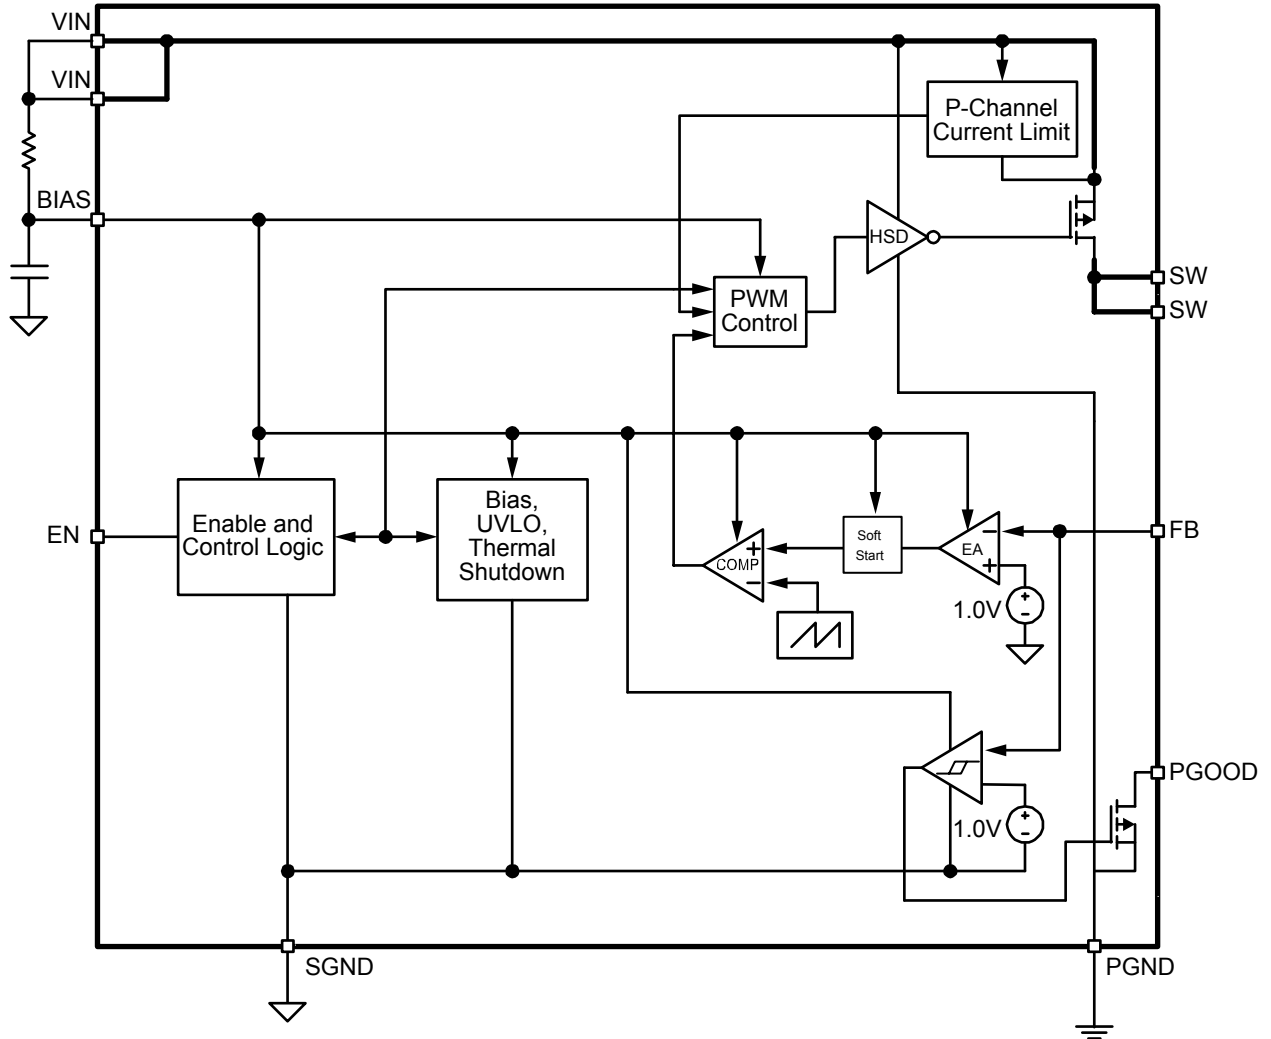 VIN
VIN
P-Channel
Current Limit
BIAS
HSD
SW
PWM
Control
SW
EN
Enable and
Control Logic
Bias,
UVLO,
Thermal
Shutdown
COMP
+
−
Soft
Start
EA
−
+
FB
1.0V
+
−
1.0V
+
−
PGOOD
SGND
PGND